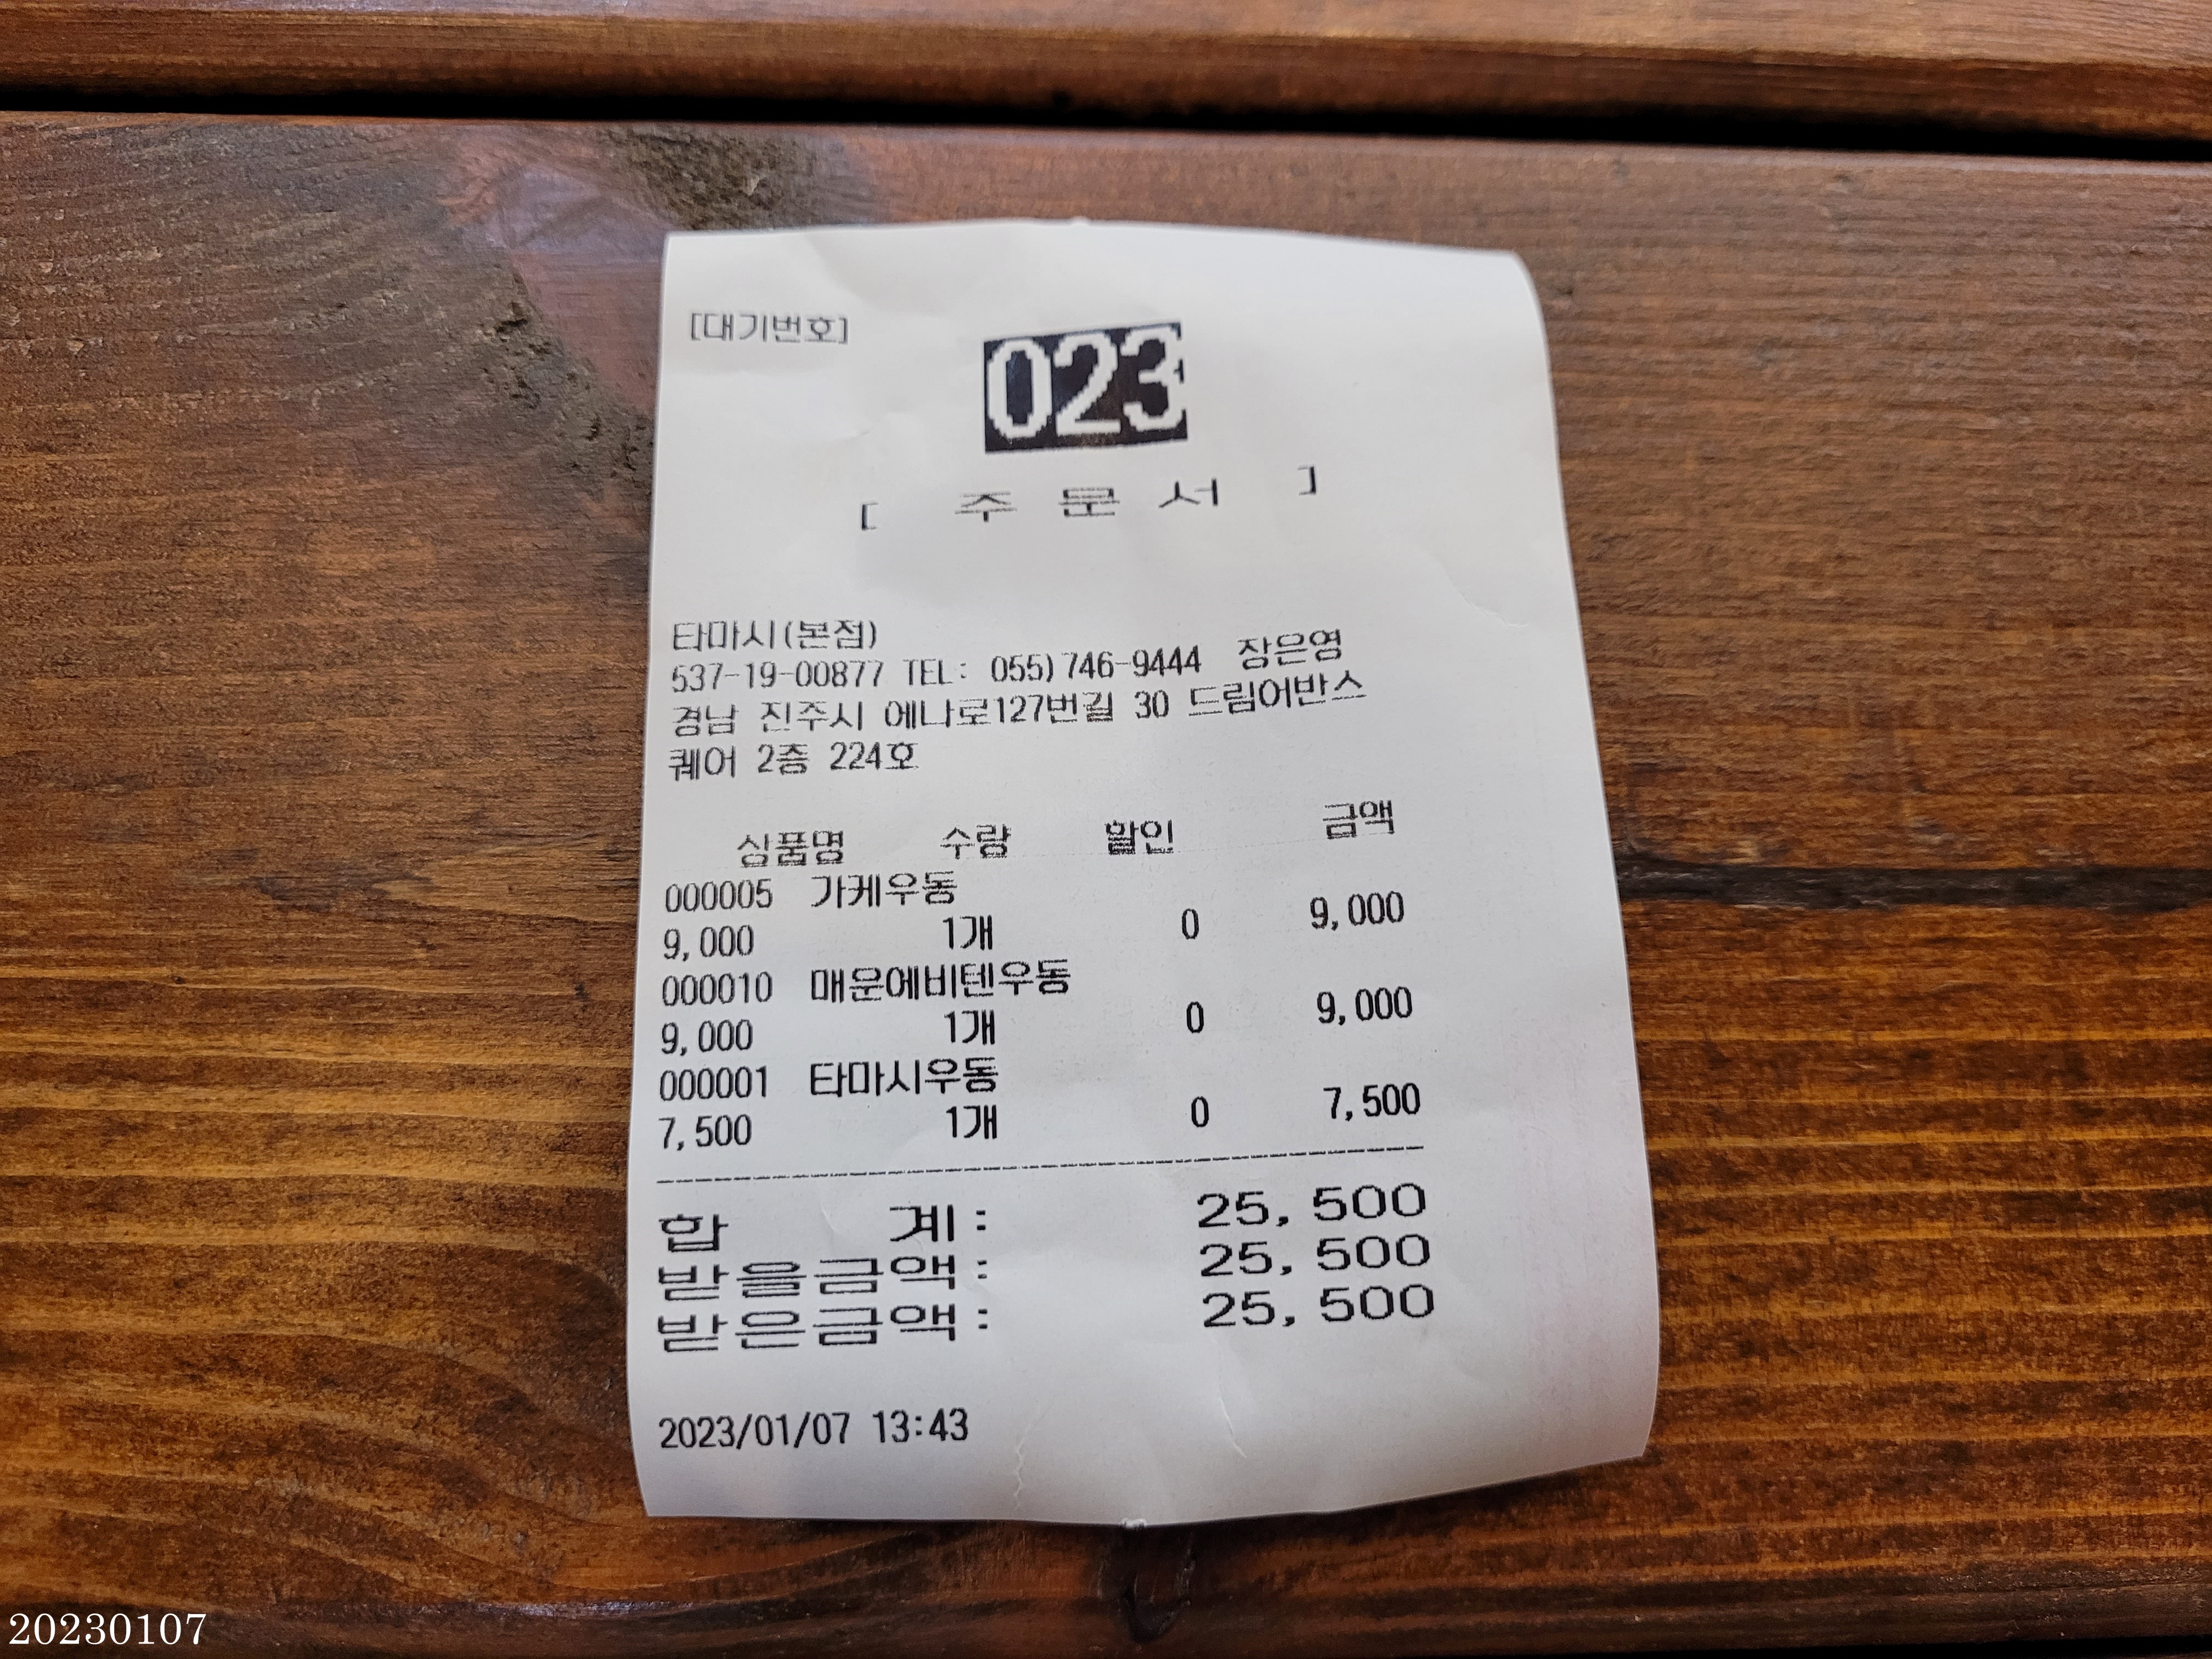 [대기번호]
023
[ 주 문 서 ]
타마시(본점)
537-19-00877 TEL: 055)746-9444 장은영
경남 진주시 에나로127번길 30 드림어반스
퀘어 2층 224호
상품명 수량 할인 금액
000005 가케우동
9,000 1개 0 9,000
000010 매운에비텐우동
9,000 1개 0 9,000
000001 타마시우동
7,500 1개 0 7,500
합 계: 25,500
받을금액: 25,500
받은금액: 25,500
2023/01/07 13:43
20230107